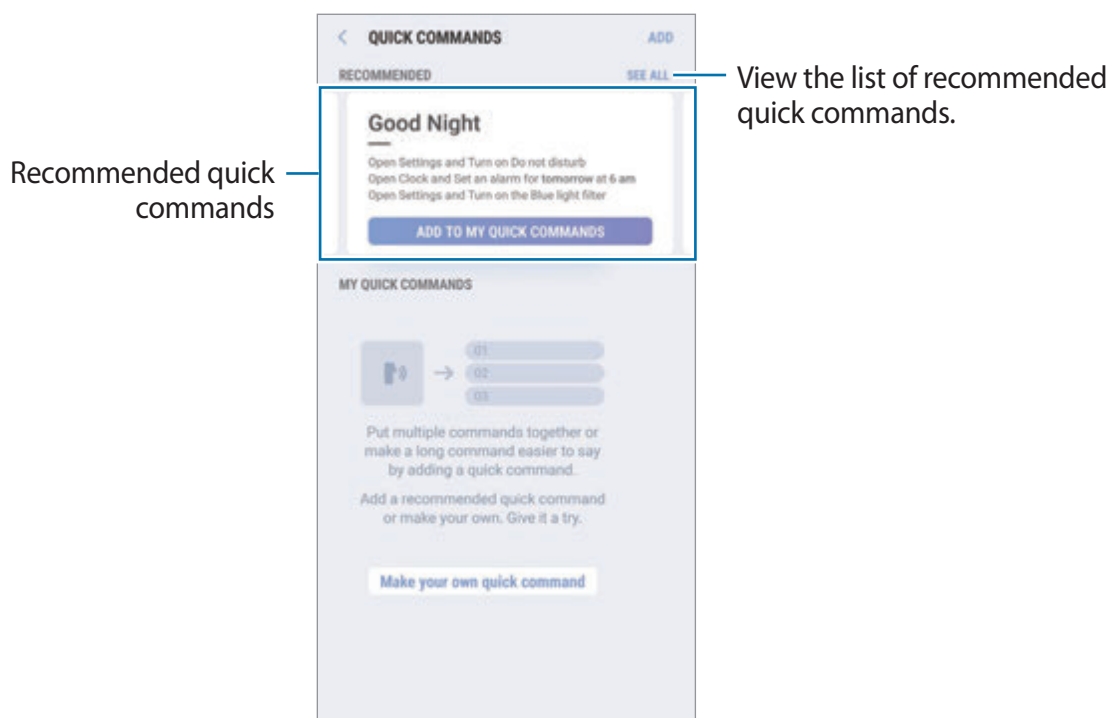 QUICK COMMANDS
ADD
RECOMMENDED
SEE ALL
View the list of recommended
quick commands.
Recommended quick
commands
Good Night
Open Settings and Turn on Do not disturb
Open Clock and Set an alarm for tomorrow at 6 am
Open Settings and Turn on the Blue light filter
ADD TO MY QUICK COMMANDS
MY QUICK COMMANDS
01
02
03
Put multiple commands together or
make a long command easier to say
by adding a quick command.
Add a recommended quick command
or make your own. Give it a try.
Make your own quick command